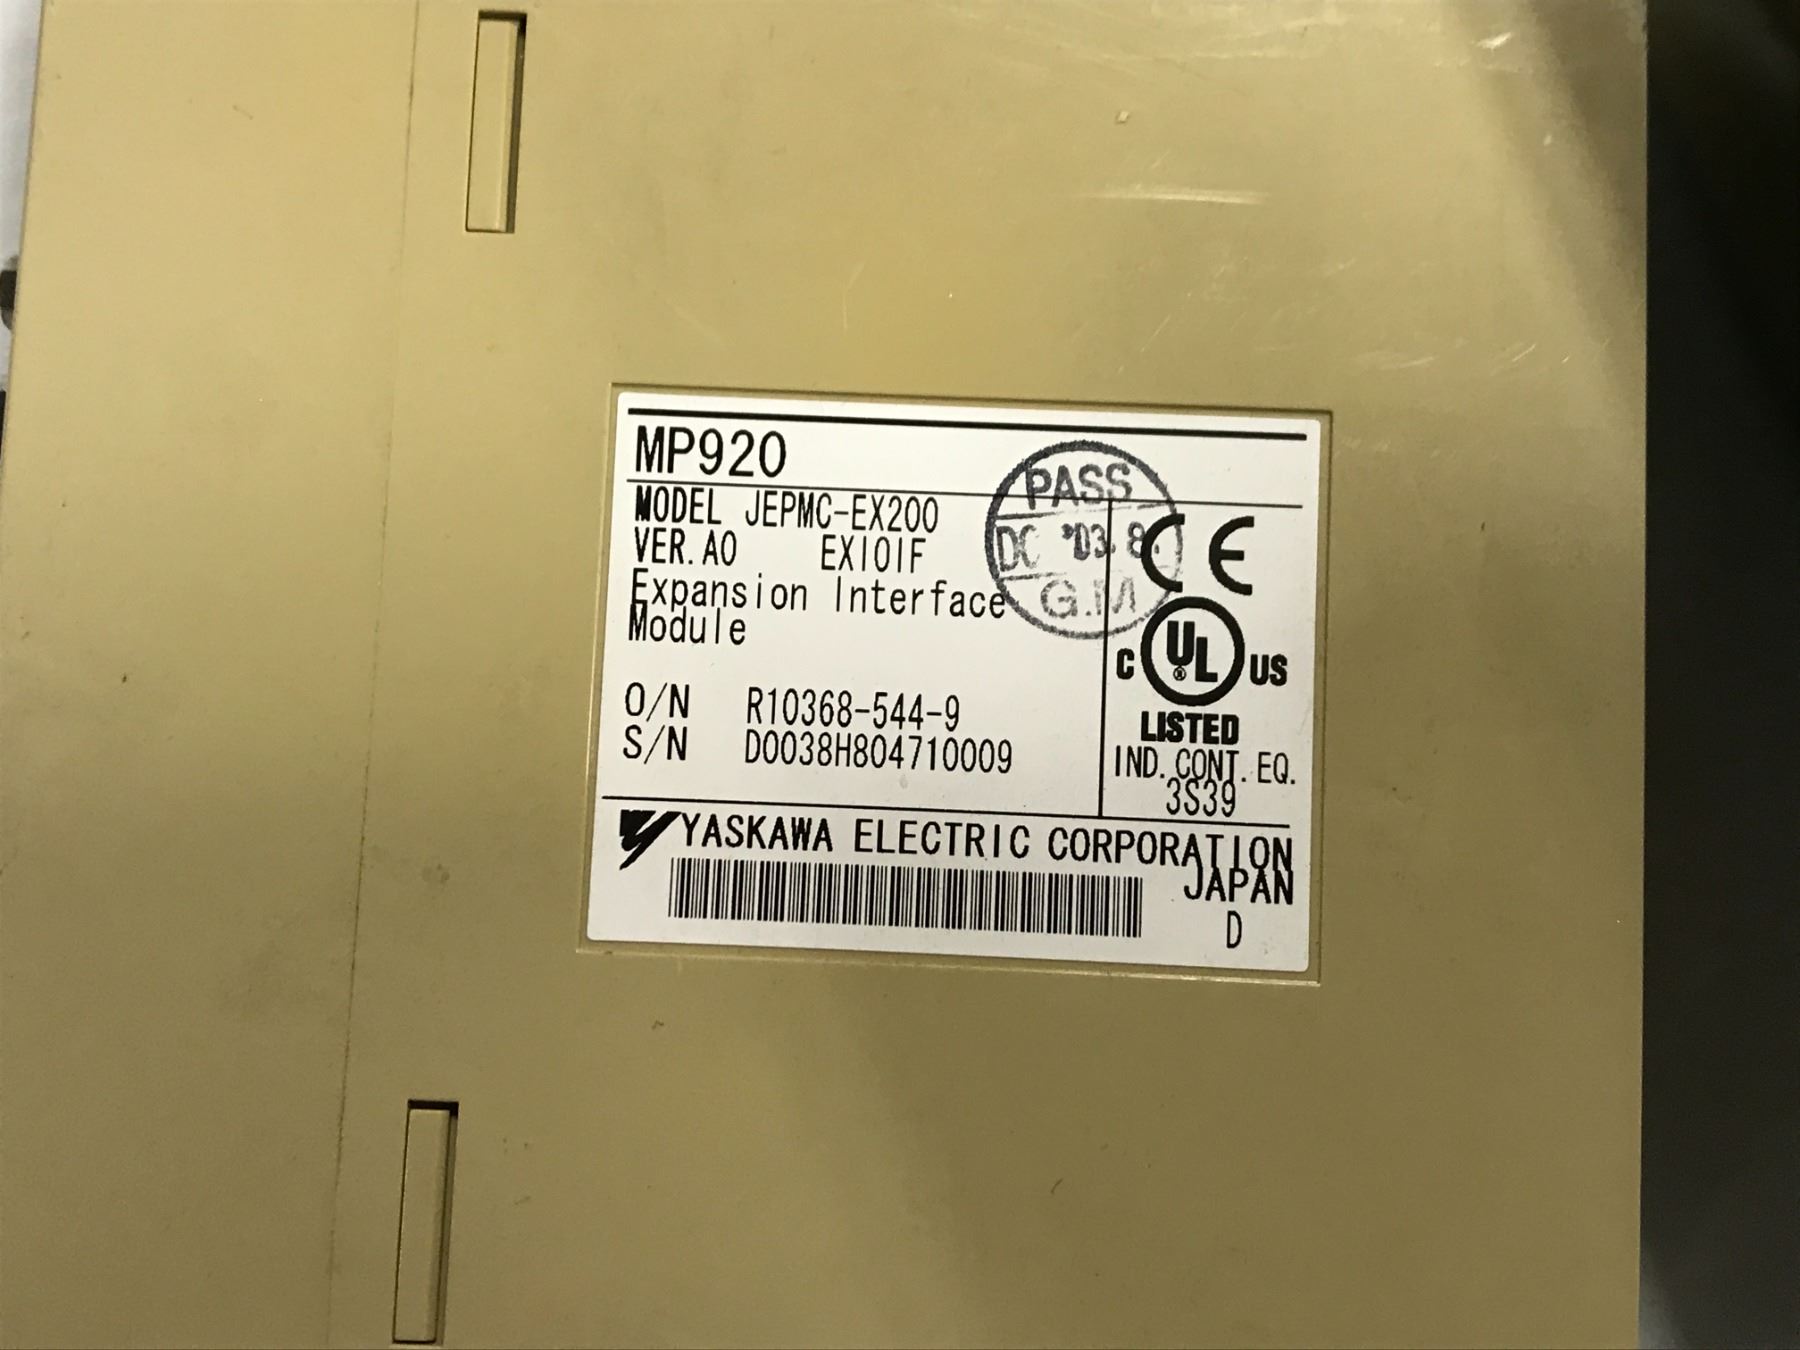 MP920
MODEL JEPMC-EX200
VER. A0 EXIOIF
Expansion Interface
Module
O/N R10368-544-9
S/N D0038H804710009
PASS
DC '03. 8.
G.M
CE
C UL® US
LISTED
IND. CONT. EQ.
3S39
YASKAWA ELECTRIC CORPORATION
JAPAN
D